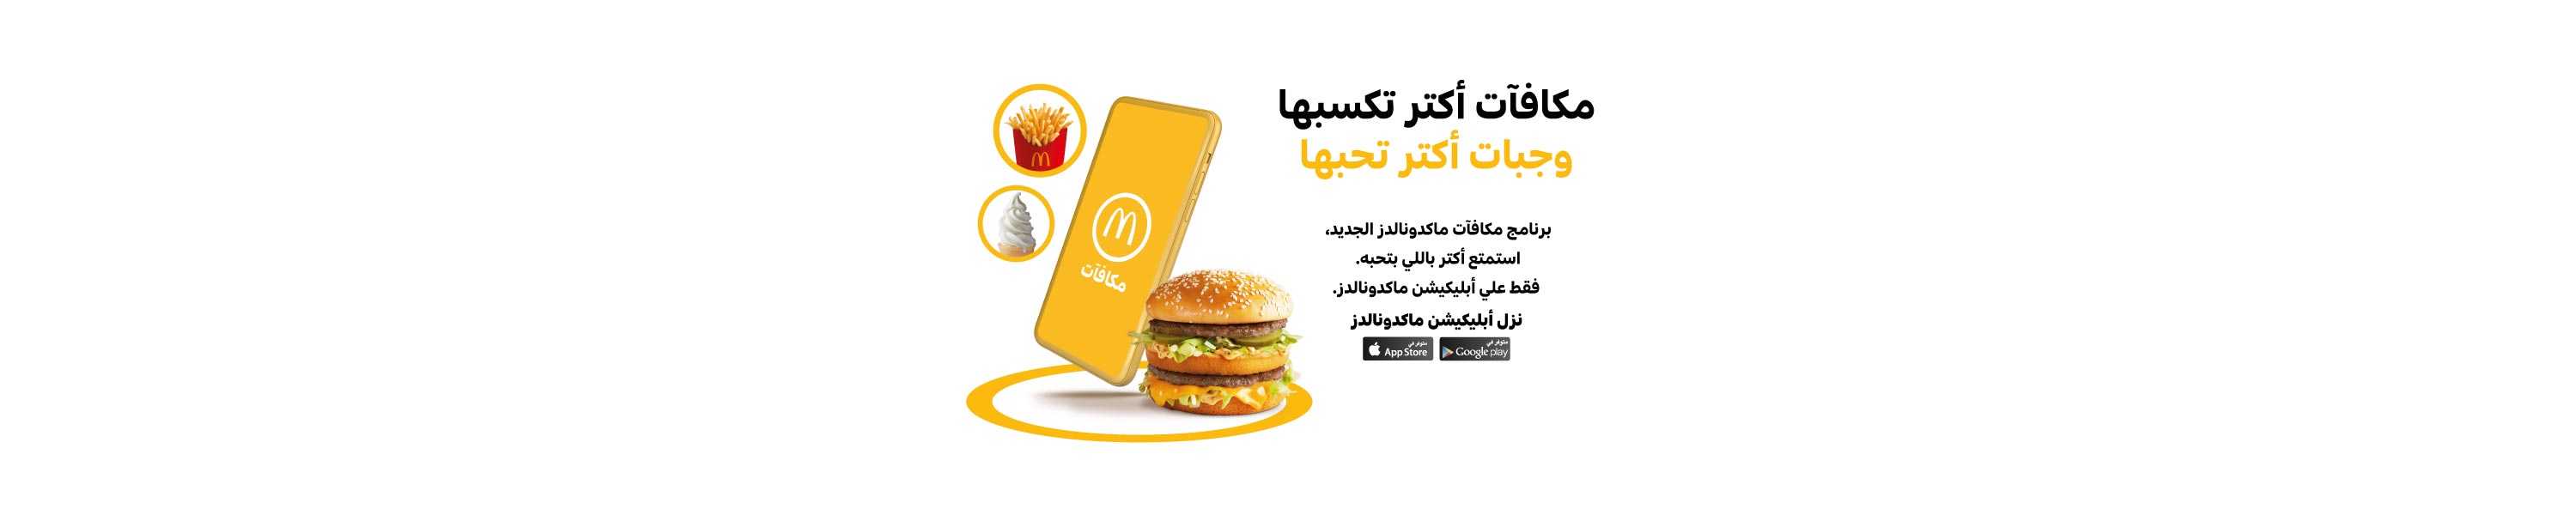 مكافآت أكتر تكسبها
وجبات أكتر تحبها
برنامج مكافآت ماكدونالدز الجديد،
استمتع أكتر باللي بتحبه.
فقط علي أبليكيشن ماكدونالدز.
نزل أبليكيشن ماكدونالدز
متوفر في
Google play
متوفر في
App Store
مكافآت